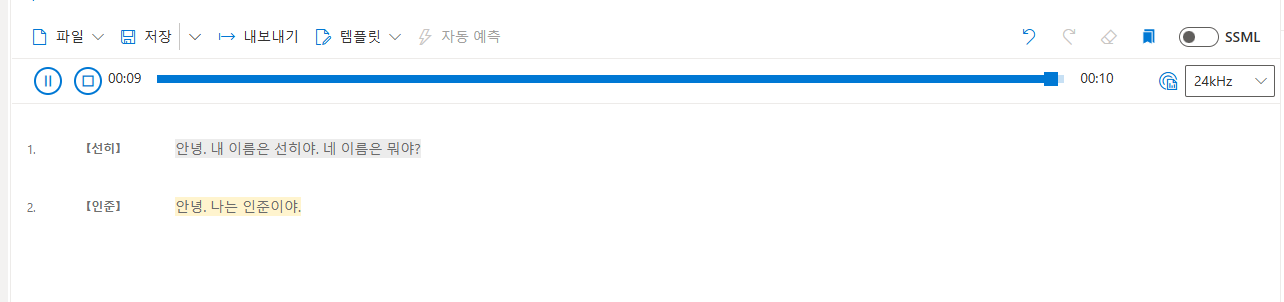 파일 저장 내보내기 템플릿 자동 예측 SSML
00:09 00:10 24kHz
1. 【선히】 안녕. 내 이름은 선히야. 네 이름은 뭐야?
2. 【인준】 안녕. 나는 인준이야.